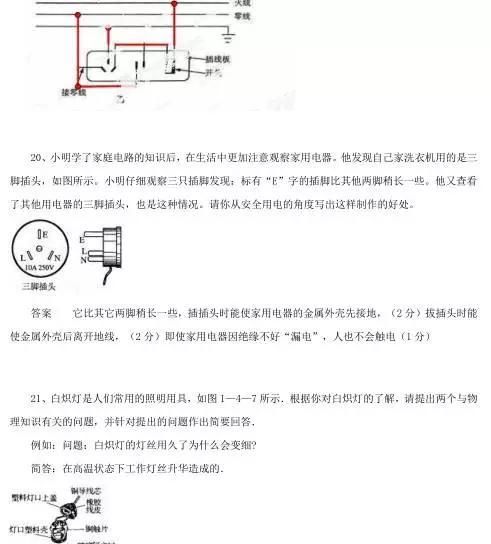 火线
零线
插线板
开关
接零线
乙
20、小明学了家庭电路的知识后，在生活中更加注意观察家用电器。他发现自己家洗衣机用的是三
脚插头，如图所示。小明仔细观察三只插脚发现；标有“E”字的插脚比其他两脚稍长一些。他又查看
了其他用电器的三脚插头，也是这种情况。请你从安全用电的角度写出这样制作的好处。
E
L N
10A 250V
E
L
N
三脚插头
答案 它比其它两脚稍长一些，插插头时能使家用电器的金属外壳先接地，（2 分）拔插头时能
使金属外壳后离开地线，（2 分）即使家用电器因绝缘不好“漏电”，人也不会触电（1 分）
21、白炽灯是人们常用的照明用具，如图 1—4—7 所示．根据你对白炽灯的了解，请提出两个与物
理知识有关的问题，并针对提出的问题作出简要回答．
例如：问题：白炽灯的灯丝用久了为什么会变细?
简答：在高温状态下工作灯丝升华造成的．
铜导线芯
塑料灯口上盖
橡胶
线皮
灯口塑料壳
铜触片